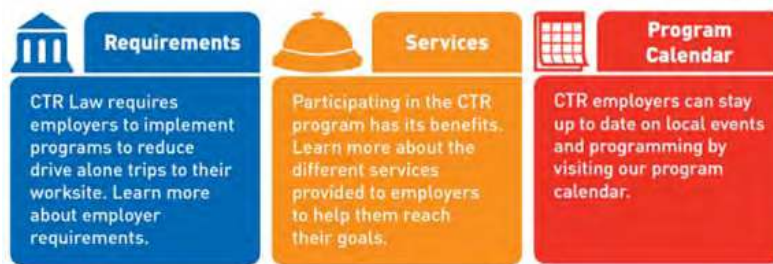 Requirements
CTR Law requires
employers to implement
programs to reduce
drive alone trips to their
worksite. Learn more
about employer
requirements.
Services
Participating in the CTR
program has its benefits.
Learn more about the
different services
provided to employers
to help them reach
their goals.
Program
Calendar
CTR employers can stay
up to date on local events
and programming by
visiting our program
calendar.